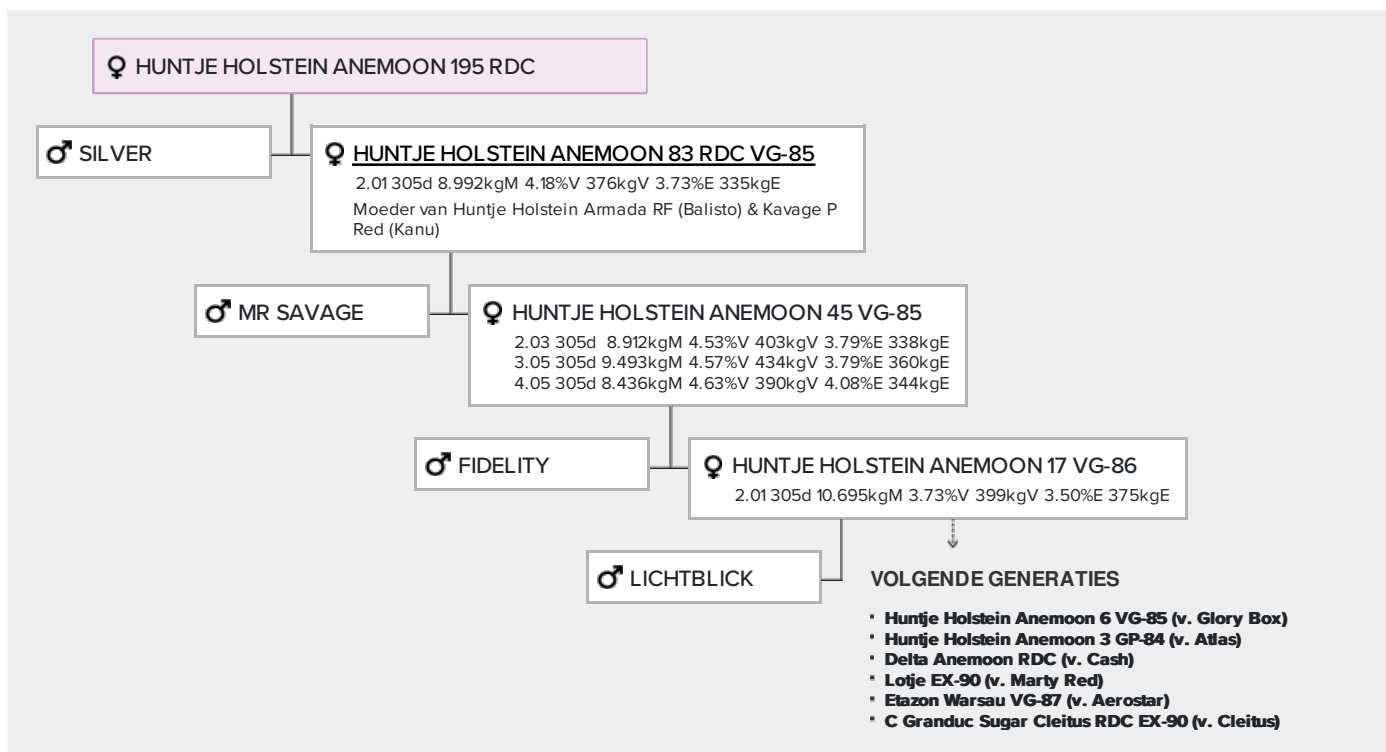 ♀ HUNTJE HOLSTEIN ANEMOON 195 RDC
♂ SILVER
♀ HUNTJE HOLSTEIN ANEMOON 83 RDC VG-85
2.01 305d 8.992kgM 4.18%V 376kgV 3.73%E 335kgE
Moeder van Huntje Holstein Armada RF (Balisto) & Kavage P
Red (Kanu)
♂ MR SAVAGE
♀ HUNTJE HOLSTEIN ANEMOON 45 VG-85
2.03 305d 8.912kgM 4.53%V 403kgV 3.79%E 338kgE
3.05 305d 9.493kgM 4.57%V 434kgV 3.79%E 360kgE
4.05 305d 8.436kgM 4.63%V 390kgV 4.08%E 344kgE
♂ FIDELITY
♀ HUNTJE HOLSTEIN ANEMOON 17 VG-86
2.01 305d 10.695kgM 3.73%V 399kgV 3.50%E 375kgE
♂ LICHTBLICK
VOLGENDE GENERATIES
· Huntje Holstein Anemoon 6 VG-85 (v. Glory Box)
· Huntje Holstein Anemoon 3 GP-84 (v. Atlas)
· Delta Anemoon RDC (v. Cash)
· Lotje EX-90 (v. Marty Red)
· Etazon Warsau VG-87 (v. Aerostar)
· C Granduc Sugar Cleitus RDC EX-90 (v. Cleitus)